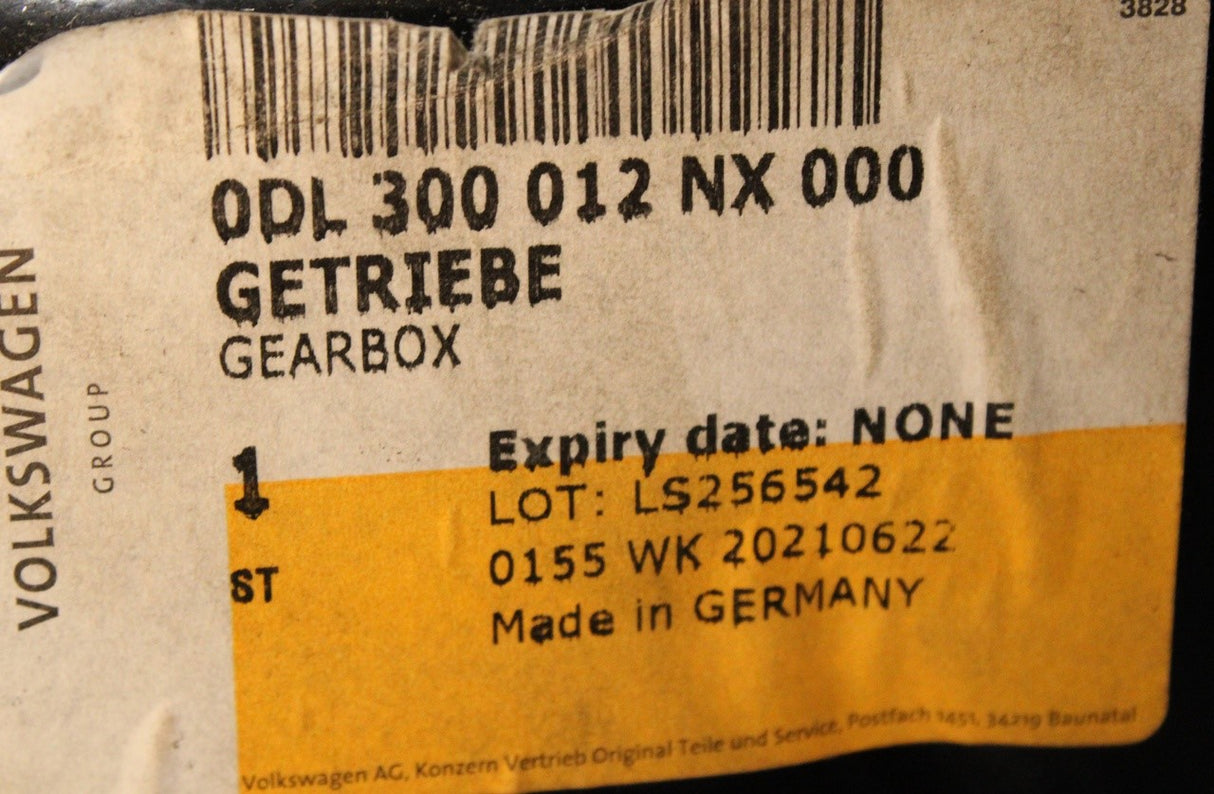 3828
0DL 300 012 NX 000
GETRIEBE
GEARBOX
VOLKSWAGEN
GROUP
1
ST
Expiry date: NONE
LOT: LS256542
0155 WK 20210622
Made in GERMANY
Volkswagen AG, Konzern Vertrieb Original Teile und Service, Postfach 1451, 34219 Baunatal